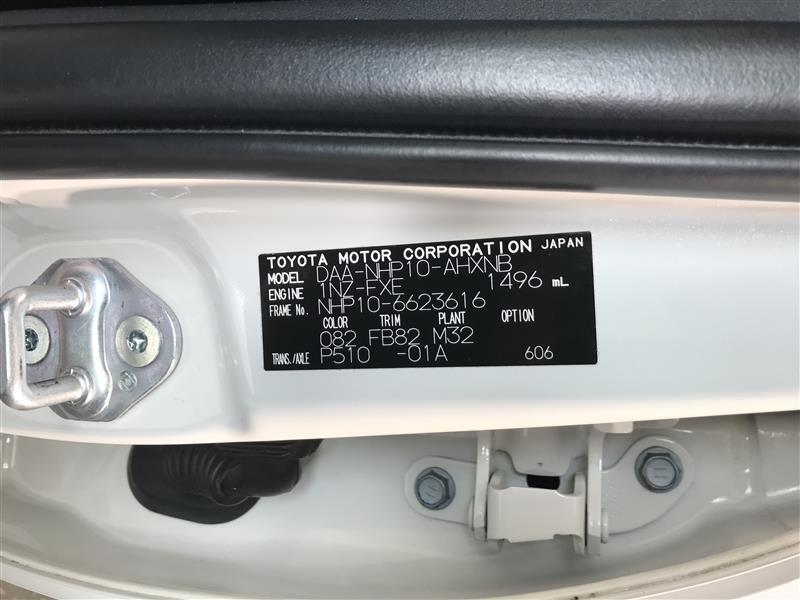 TOYOTA MOTOR CORPORATION JAPAN
MODEL DAA-NHP10-AHXNB
ENGINE 1NZ-FXE 1496 mL
FRAME No. NHP10-6623616
COLOR TRIM PLANT OPTION
082 FB82 M32
TRANS./AXLE P510 -01A 606